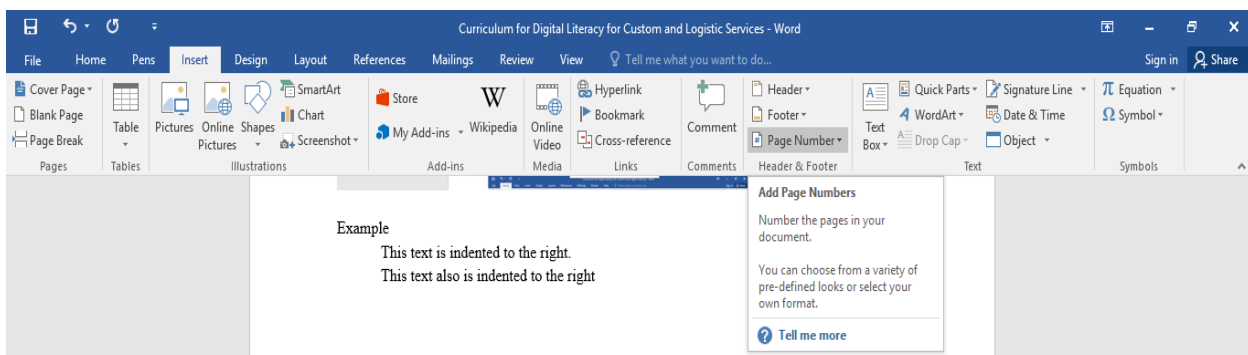 Curriculum for Digital Literacy for Custom and Logistic Services - Word
File Home Pens Insert Design Layout References Mailings Review View Tell me what you want to do... Sign in Share
Cover Page
Blank Page
Page Break
Pages
Table
Tables
Pictures
Online
Pictures
Shapes
SmartArt
Chart
Screenshot
Illustrations
Store
My Add-ins
W
Wikipedia
Add-ins
Online
Video
Media
Hyperlink
Bookmark
Cross-reference
Links
Comment
Comments
Header
Footer
Page Number
Header & Footer
Text
Box
Quick Parts
WordArt
Drop Cap
Signature Line
Date & Time
Object
Text
Equation
Symbol
Symbols
Example
This text is indented to the right.
This text also is indented to the right
Add Page Numbers
Number the pages in your
document.
You can choose from a variety of
pre-defined looks or select your
own format.
Tell me more